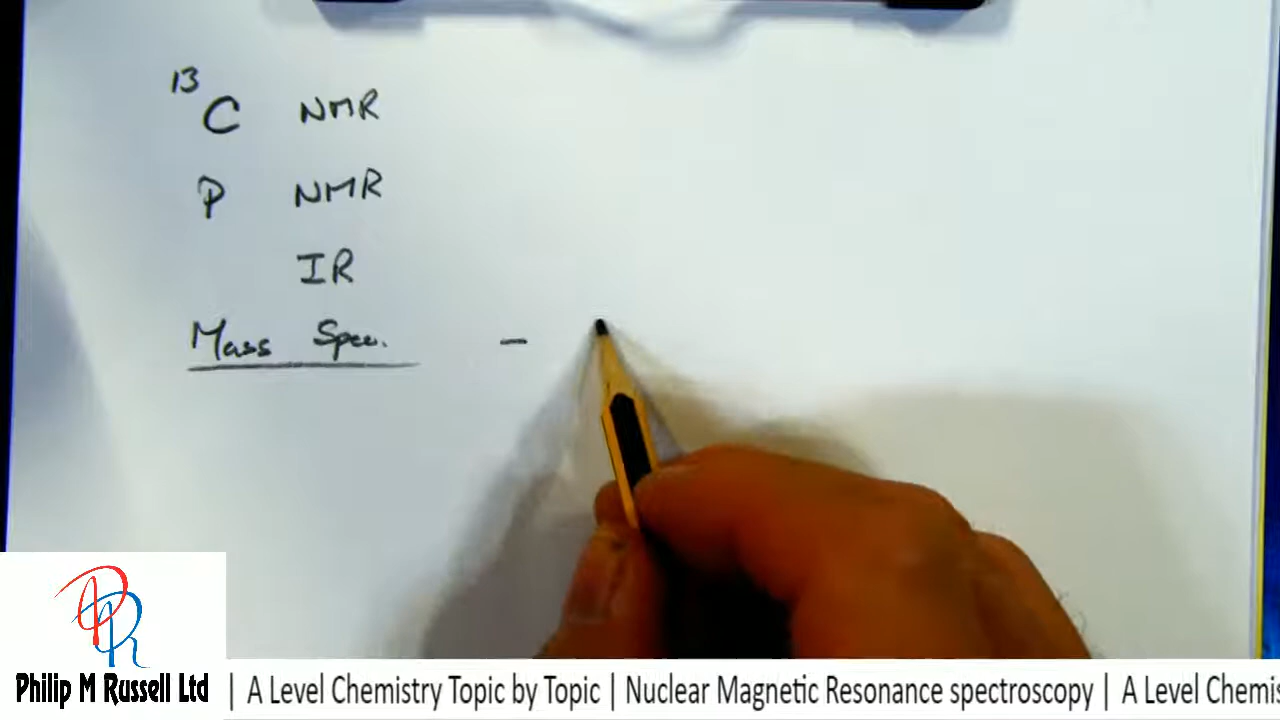 13
C NMR
P NMR
IR
Mass Spec. -
Philip M Russell Ltd
| A Level Chemistry Topic by Topic | Nuclear Magnetic Resonance spectroscopy | A Level Chemis